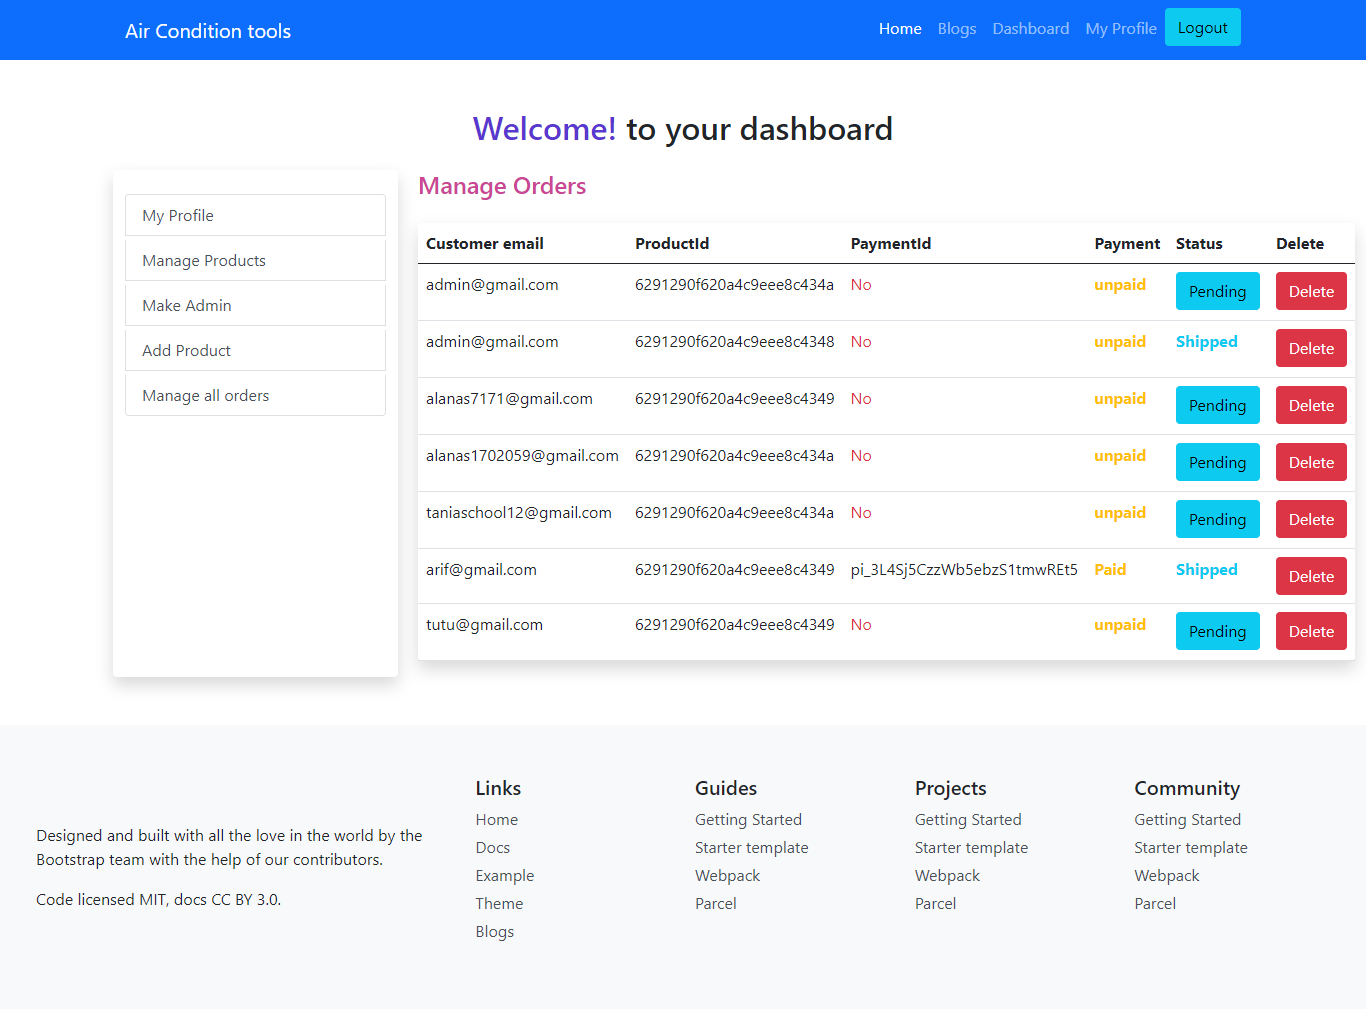 Air Condition tools
Home Blogs Dashboard My Profile Logout
Welcome! to your dashboard
My Profile
Manage Products
Make Admin
Add Product
Manage all orders
Manage Orders
Customer email ProductId PaymentId Payment Status Delete
admin@gmail.com 6291290f620a4c9eee8c434a No unpaid Pending Delete
admin@gmail.com 6291290f620a4c9eee8c4348 No unpaid Shipped Delete
alanas7171@gmail.com 6291290f620a4c9eee8c4349 No unpaid Pending Delete
alanas1702059@gmail.com 6291290f620a4c9eee8c434a No unpaid Pending Delete
taniaschool12@gmail.com 6291290f620a4c9eee8c434a No unpaid Pending Delete
arif@gmail.com 6291290f620a4c9eee8c4349 pi_3L4Sj5CzzWb5ebzS1tmwREt5 Paid Shipped Delete
tutu@gmail.com 6291290f620a4c9eee8c4349 No unpaid Pending Delete
Designed and built with all the love in the world by the
Bootstrap team with the help of our contributors.
Code licensed MIT, docs CC BY 3.0.
Links
Home
Docs
Example
Theme
Blogs
Guides
Getting Started
Starter template
Webpack
Parcel
Projects
Getting Started
Starter template
Webpack
Parcel
Community
Getting Started
Starter template
Webpack
Parcel